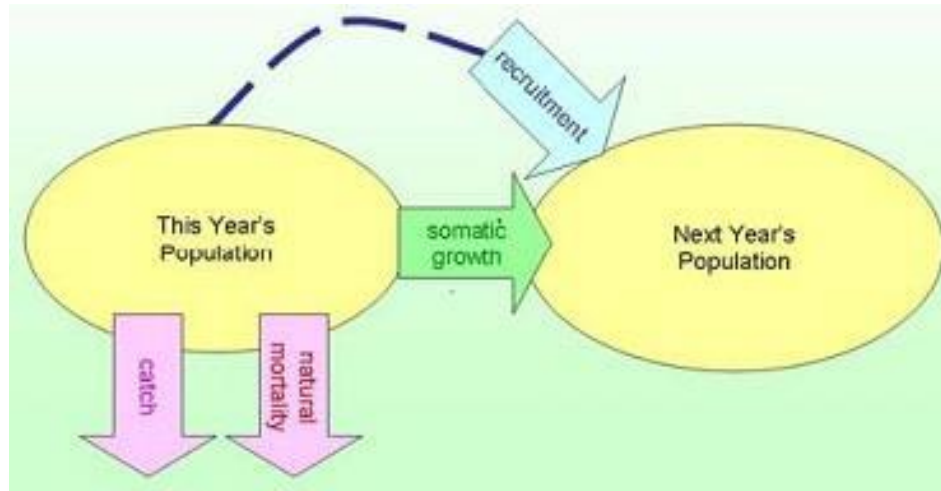 recruitment
This Year's
Population
somatic
growth
Next Year's
Population
catch
natural
mortality